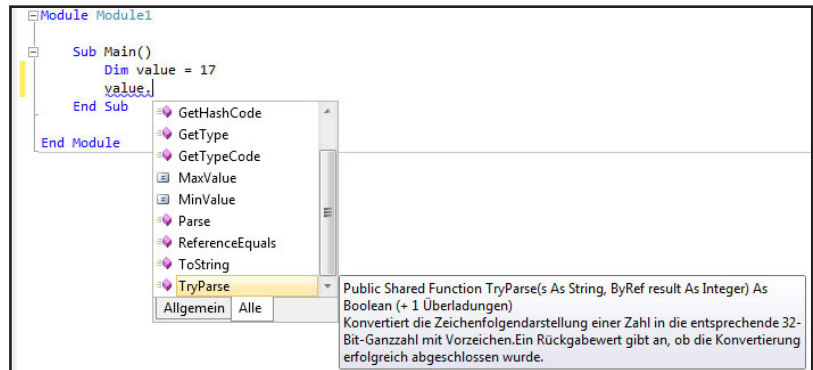 Module Module1
Sub Main()
Dim value = 17
value.
End Sub
End Module
GetHashCode
GetType
GetTypeCode
MaxValue
MinValue
Parse
ReferenceEquals
ToString
TryParse
Allgemein Alle
Public Shared Function TryParse(s As String, ByRef result As Integer) As
Boolean (+ 1 Überladungen)
Konvertiert die Zeichenfolgendarstellung einer Zahl in die entsprechende 32-
Bit-Ganzzahl mit Vorzeichen.Ein Rückgabewert gibt an, ob die Konvertierung
erfolgreich abgeschlossen wurde.